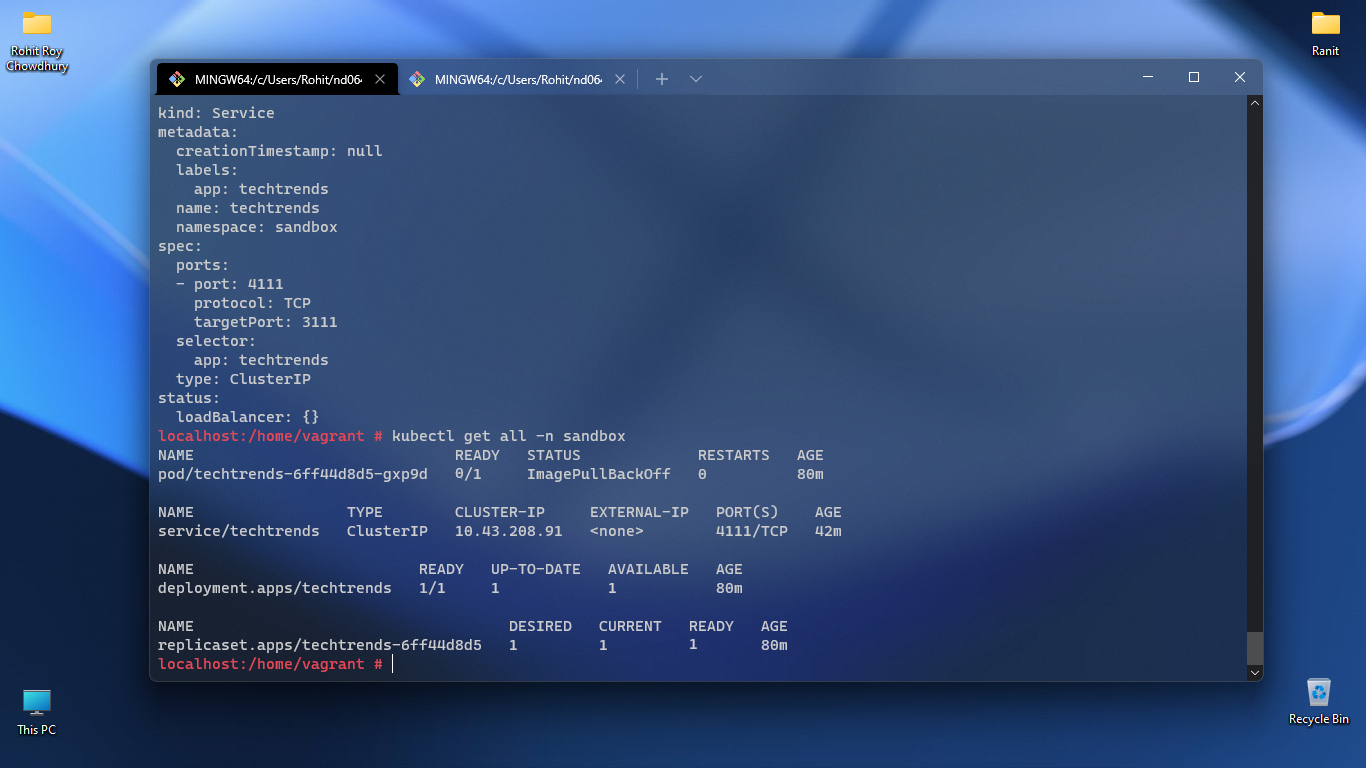 Rohit Roy
Chowdhury
Ranit
MINGW64:/c/Users/Rohit/nd06
MINGW64:/c/Users/Rohit/nd06
kind: Service
metadata:
  creationTimestamp: null
  labels:
    app: techtrends
  name: techtrends
  namespace: sandbox
spec:
  ports:
  - port: 4111
    protocol: TCP
    targetPort: 3111
  selector:
    app: techtrends
  type: ClusterIP
status:
  loadBalancer: {}
localhost:/home/vagrant # kubectl get all -n sandbox
NAME                             READY   STATUS             RESTARTS   AGE
pod/techtrends-6ff44d8d5-gxp9d   0/1     ImagePullBackOff   0          80m
NAME                 TYPE        CLUSTER-IP     EXTERNAL-IP   PORT(S)    AGE
service/techtrends   ClusterIP   10.43.208.91   <none>        4111/TCP   42m
NAME                         READY   UP-TO-DATE   AVAILABLE   AGE
deployment.apps/techtrends   1/1     1            1           80m
NAME                                   DESIRED   CURRENT   READY   AGE
replicaset.apps/techtrends-6ff44d8d5   1         1         1       80m
localhost:/home/vagrant #
This PC
Recycle Bin